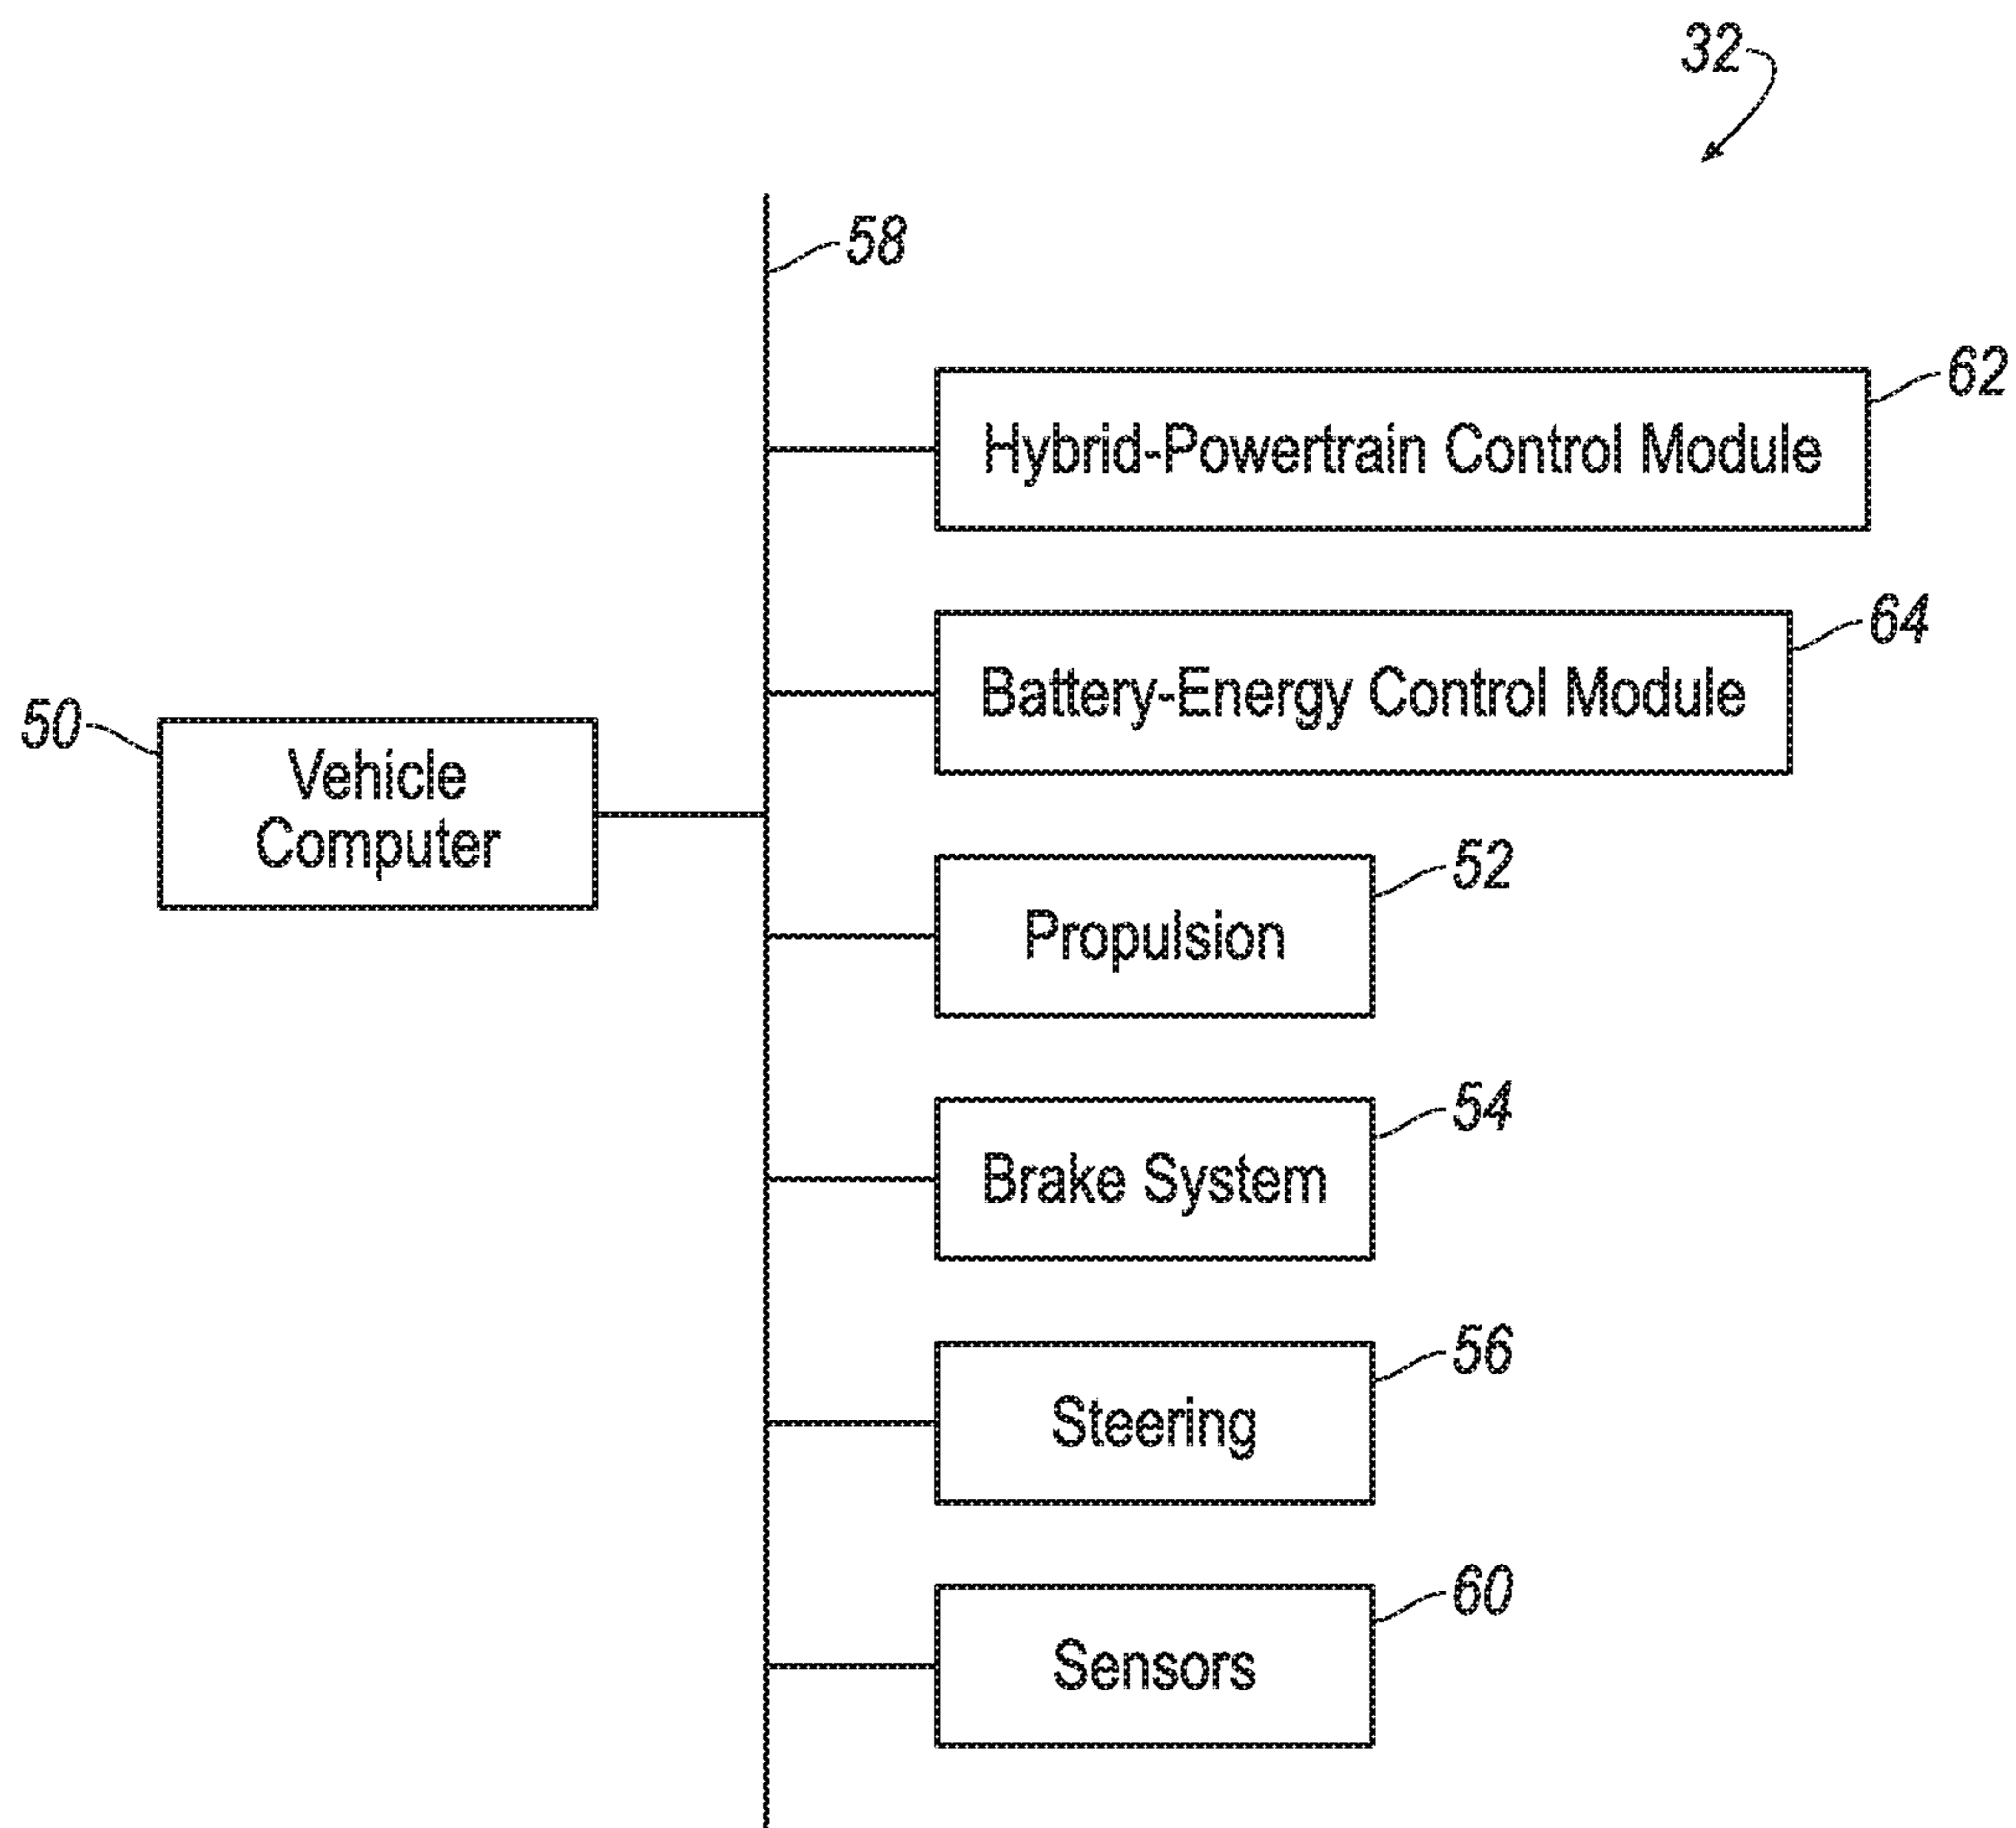 32
58
62
Hybrid-Powertrain Control Module
64
Battery-Energy Control Module
50
Vehicle
Computer
52
Propulsion
54
Brake System
56
Steering
60
Sensors